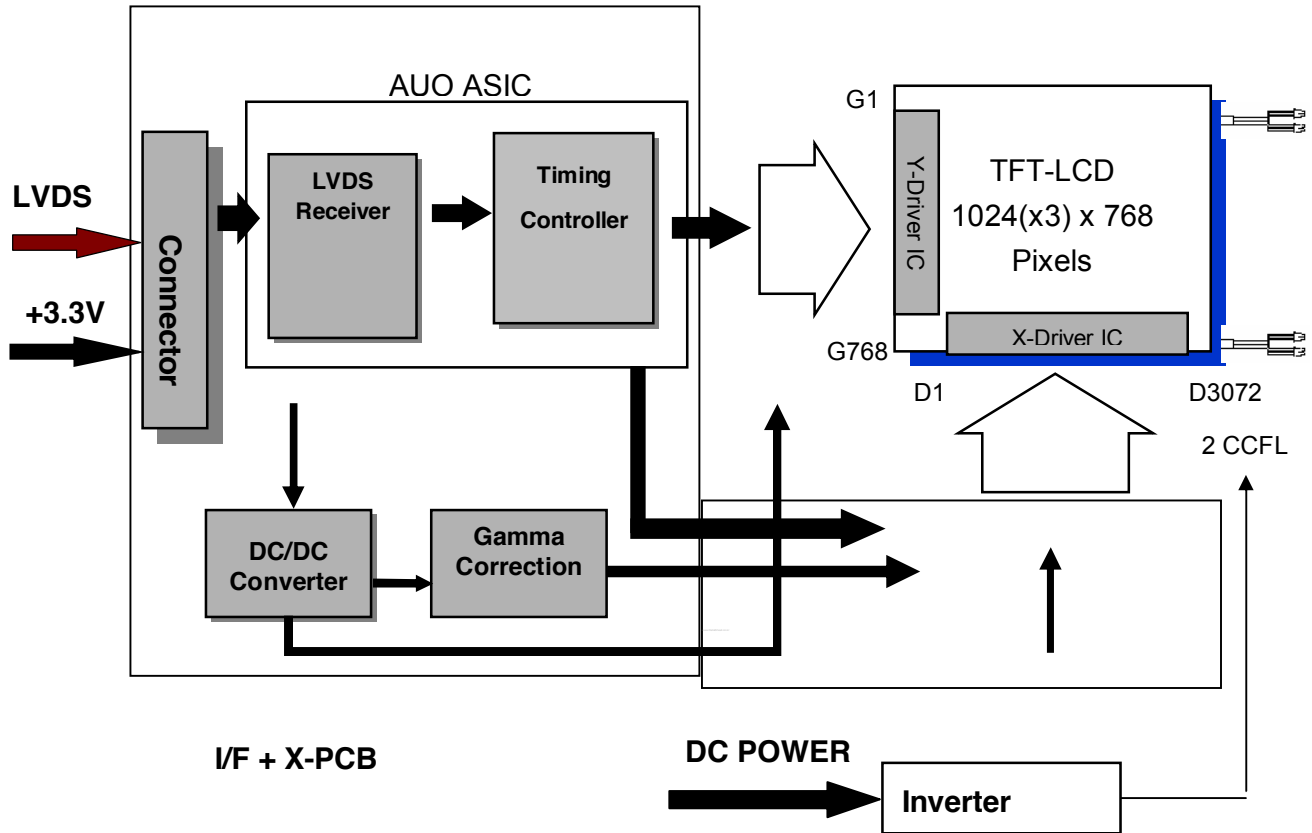 AUO ASIC
LVDS
+3.3V
Connector
LVDS
Receiver
Timing
Controller
G1
Y-Driver IC
TFT-LCD
1024(x3) x 768
Pixels
X-Driver IC
G768
D1
D3072
2 CCFL
DC/DC
Converter
Gamma
Correction
I/F + X-PCB
DC POWER
Inverter